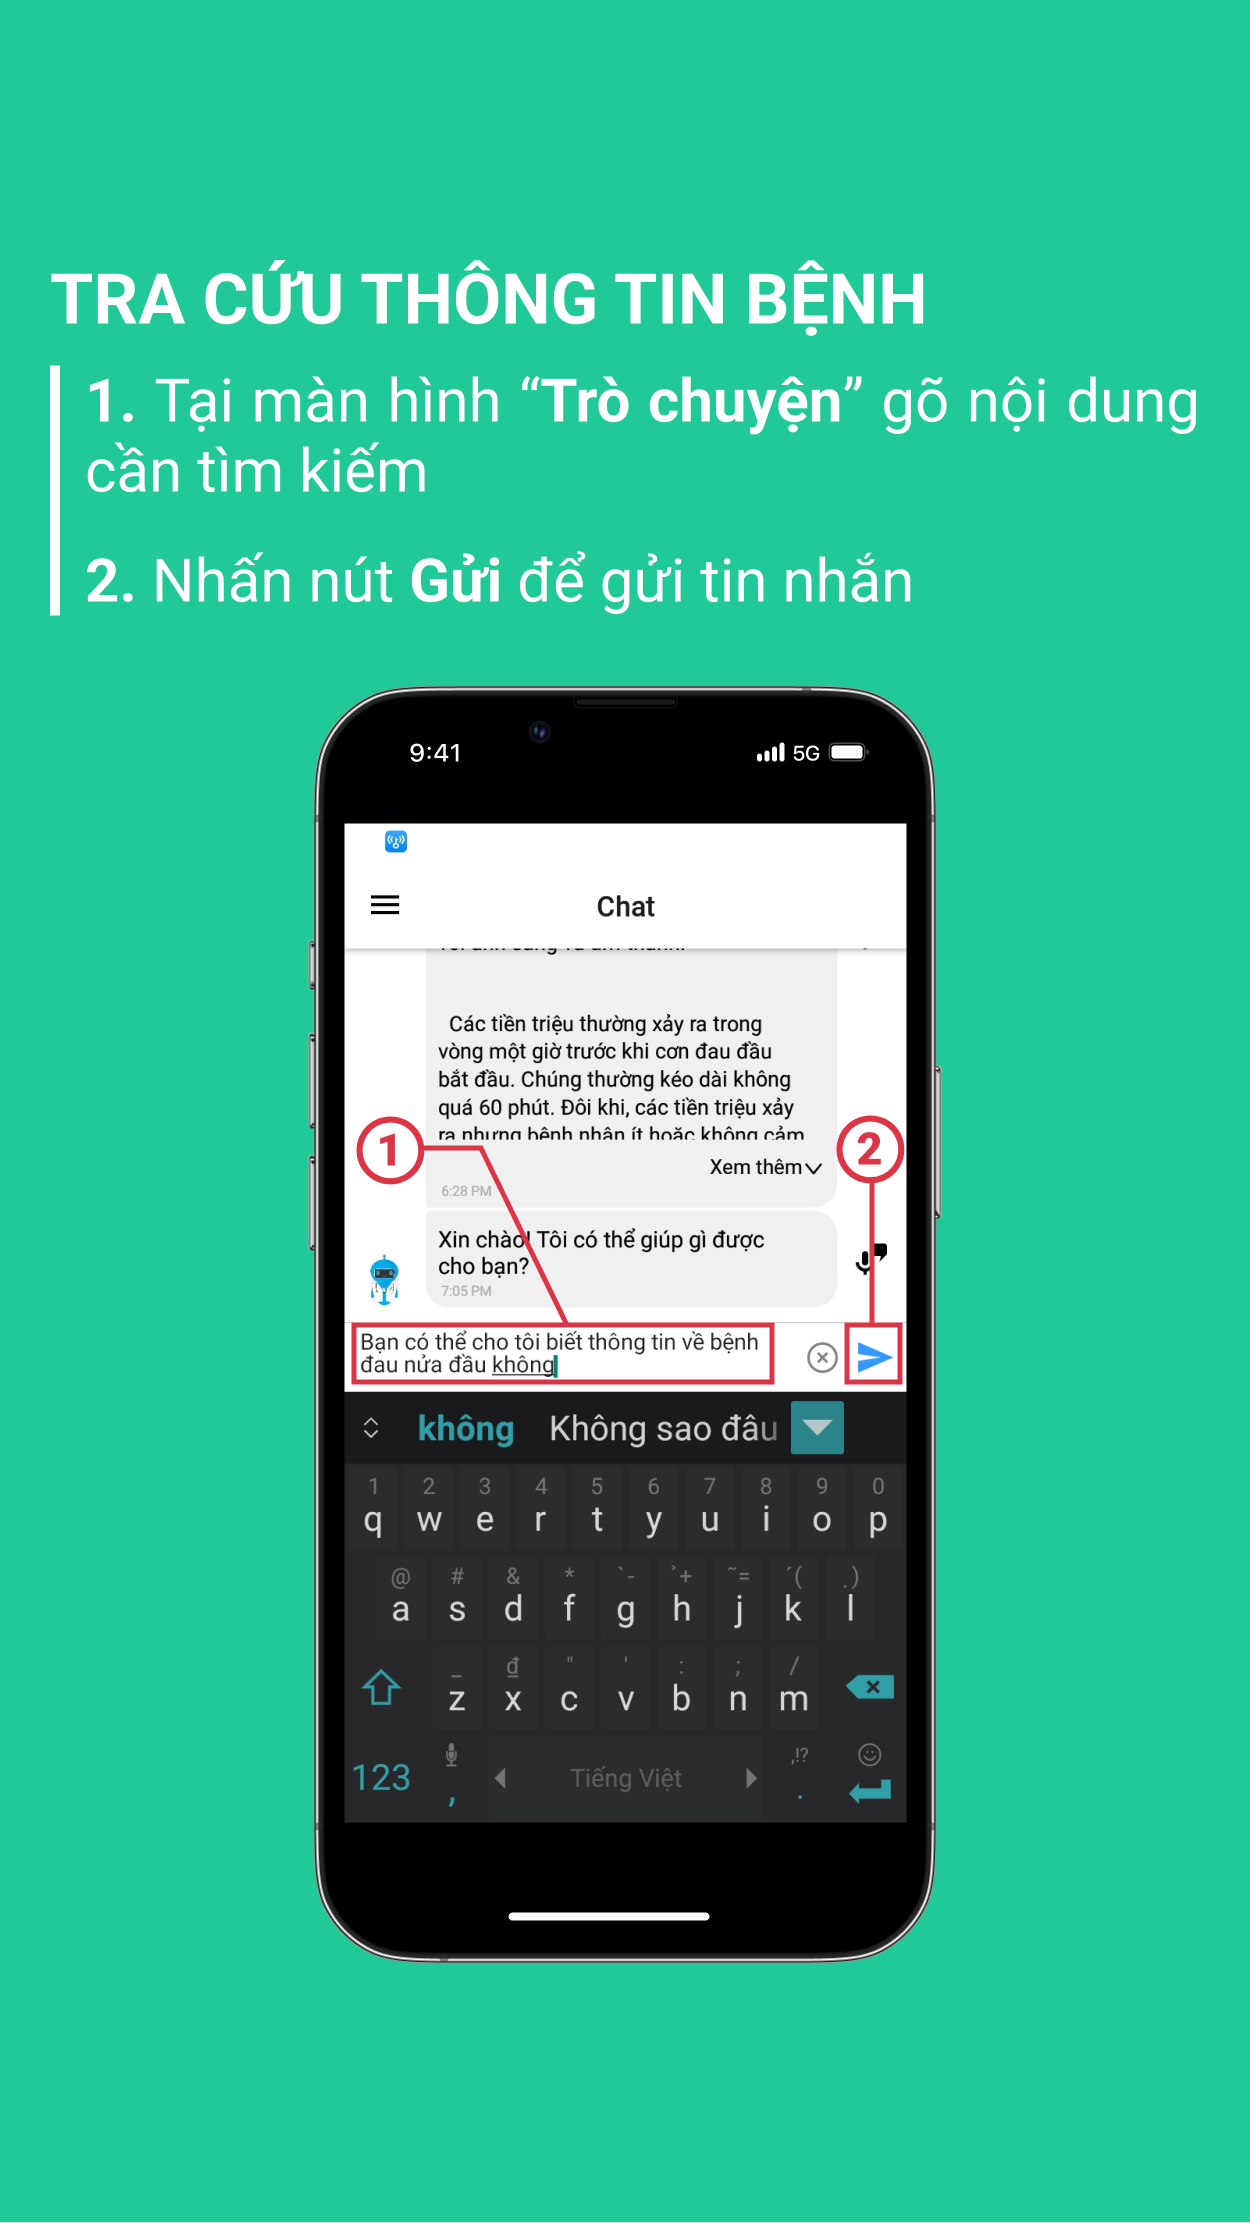 TRA CỨU THÔNG TIN BỆNH
1. Tại màn hình “Trò chuyện” gõ nội dung
cần tìm kiếm
2. Nhấn nút Gửi để gửi tin nhắn
9:41
5G
Chat
Các tiền triệu thường xảy ra trong
vòng một giờ trước khi cơn đau đầu
bắt đầu. Chúng thường kéo dài không
quá 60 phút. Đôi khi, các tiền triệu xảy
ra nhưng bệnh nhân ít hoặc không cảm
1
2
Xem thêm
6:28 PM
Xin chào! Tôi có thể giúp gì được
cho bạn?
7:05 PM
Bạn có thể cho tôi biết thông tin về bệnh
đau nửa đầu không
không Không sao đâu
1 2 3 4 5 6 7 8 9 0
q w e r t y u i o p
@ # & * `- ̉+ ~= ´( .)
a s d f g h j k l
_ đ " ' : ; /
z x c v b n m
,!?
123 , Tiếng Việt .